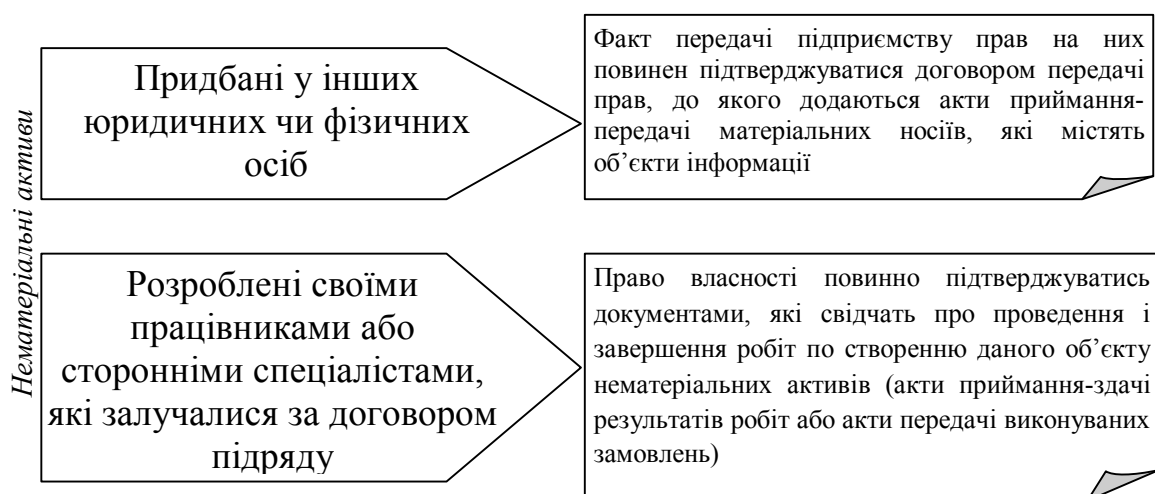 Нематеріальні активи
Придбані у інших
юридичних чи фізичних
осіб
Факт передачі підприємству прав на них
повинен підтверджуватися договором передачі
прав, до якого додаються акти приймання-
передачі матеріальних носіїв, які містять
об’єкти інформації
Розроблені своїми
працівниками або
сторонніми спеціалістами,
які залучалися за договором
підряду
Право власності повинно підтверджуватись
документами, які свідчать про проведення і
завершення робіт по створенню даного об’єкту
нематеріальних активів (акти приймання-здачі
результатів робіт або акти передачі виконуваних
замовлень)